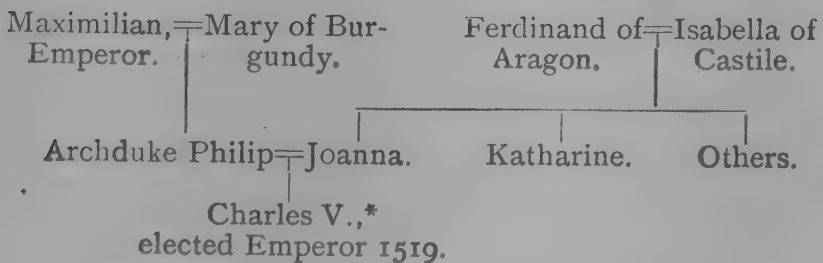 Maximilian,=Mary of Bur- Ferdinand of=Isabella of
Emperor. gundy. Aragon. Castile.
Archduke Philip=Joanna. Katharine. Others.
Charles V.,*
elected Emperor 1519.